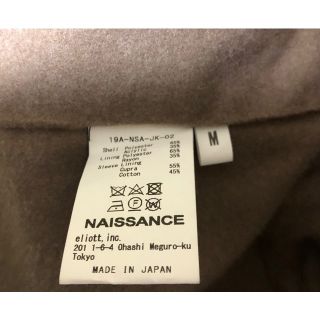 19A-NSA-JK-02
Shell Polyester 65%
Acrylic 35%
Lining Polyester 65%
Rayon 35%
Sleeve Lining
Cupra 55%
Cotton 45%
M
NAISSANCE
eliott,inc.
201 1-6-4 Ohashi Meguro-ku
Tokyo
MADE IN JAPAN